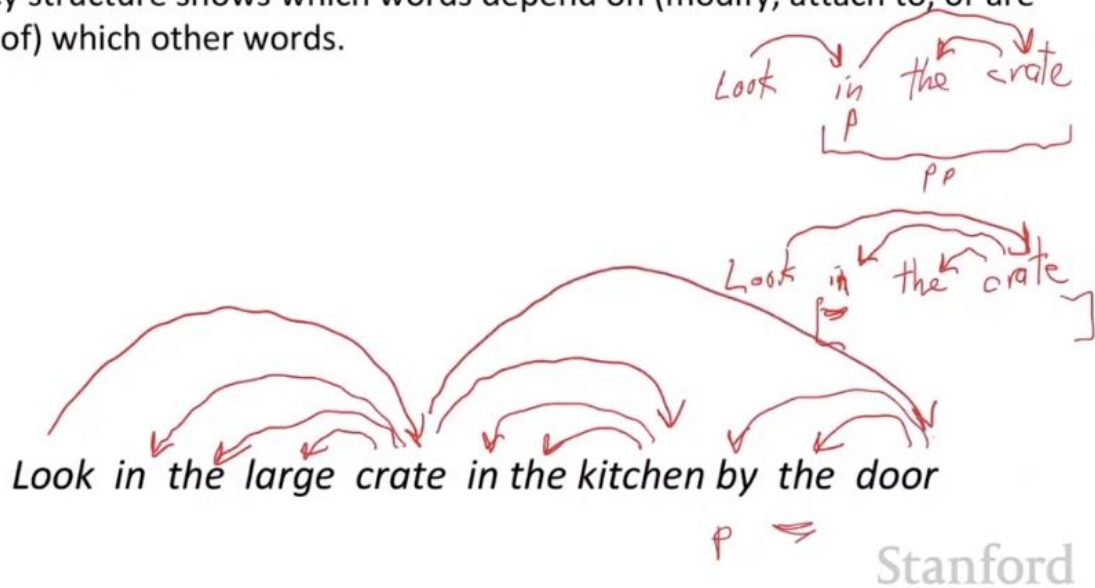 y structure shows which words depend on (modify, attach to, or are
of) which other words.
Look in the crate
P
PP
Look in the crate
Look in the large crate in the kitchen by the door
P
Stanford